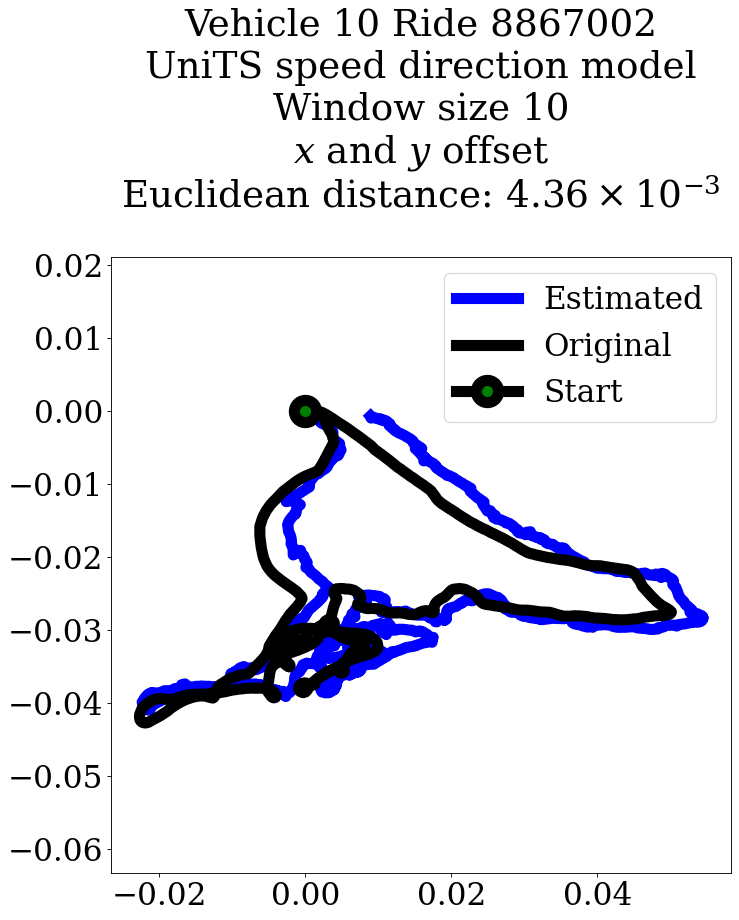 Vehicle 10 Ride 8867002
UniTS speed direction model
Window size 10
x and y offset
Euclidean distance: 4.36 × 10⁻³
Estimated
Original
Start
0.02
0.01
0.00
−0.01
−0.02
−0.03
−0.04
−0.05
−0.06
−0.02 0.00 0.02 0.04